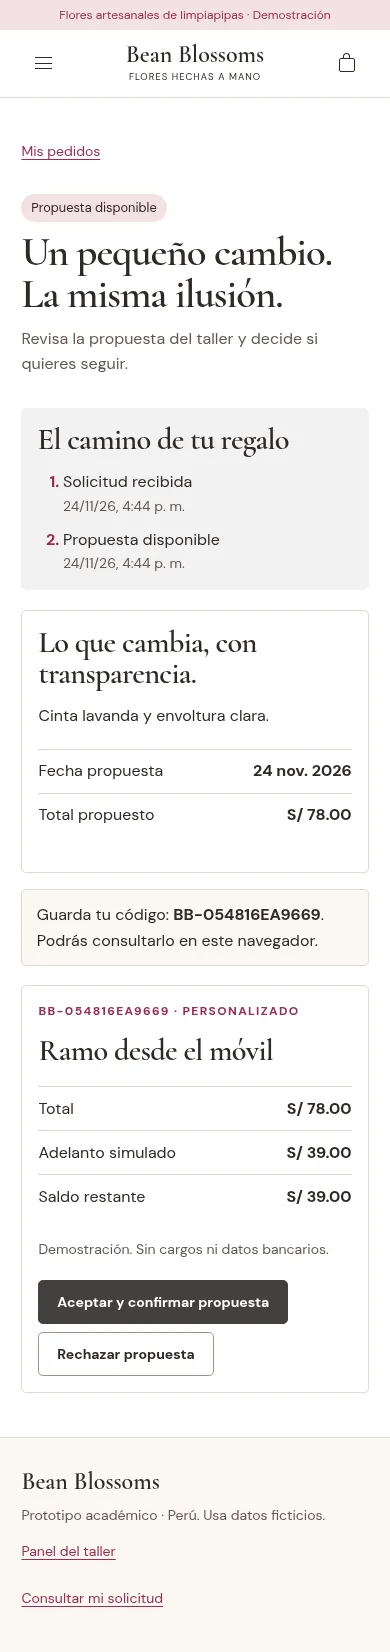 Flores artesanales de limpiapipas · Demostración
Bean Blossoms
FLORES HECHAS A MANO
Mis pedidos
Propuesta disponible
Un pequeño cambio.
La misma ilusión.
Revisa la propuesta del taller y decide si
quieres seguir.
El camino de tu regalo
1. Solicitud recibida
24/11/26, 4:44 p. m.
2. Propuesta disponible
24/11/26, 4:44 p. m.
Lo que cambia, con
transparencia.
Cinta lavanda y envoltura clara.
Fecha propuesta 24 nov. 2026
Total propuesto S/ 78.00
Guarda tu código: BB-054816EA9669.
Podrás consultarlo en este navegador.
BB-054816EA9669 · PERSONALIZADO
Ramo desde el móvil
Total S/ 78.00
Adelanto simulado S/ 39.00
Saldo restante S/ 39.00
Demostración. Sin cargos ni datos bancarios.
Aceptar y confirmar propuesta
Rechazar propuesta
Bean Blossoms
Prototipo académico · Perú. Usa datos ficticios.
Panel del taller
Consultar mi solicitud